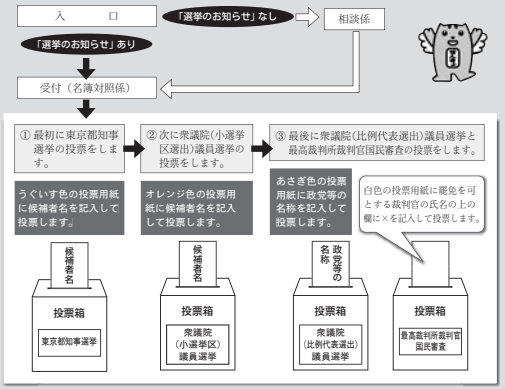 入 口
「選挙のお知らせ」なし
相談係
「選挙のお知らせ」あり
受付（名簿対照係）
① 最初に東京都知事
選挙の投票をしま
す。
② 次に衆議院(小選挙
区選出)議員選挙の
投票をします。
③ 最後に衆議院(比例代表選出)議員選挙と
最高裁判所裁判官国民審査の投票をします。
うぐいす色の投票用紙
に候補者名を記入して
投票します。
オレンジ色の投票用
紙に候補者名を記入
して投票します。
あさぎ色の投票
用紙に政党等の
名称を記入して
投票します。
白色の投票用紙に罷免を可
とする裁判官の氏名の上の
欄に×を記入して投票します。
候補者名
候補者名
政党等の
名称
投票箱
東京都知事選挙
投票箱
衆議院
（小選挙区）
議員選挙
投票箱
衆議院
（比例代表選出）
議員選挙
投票箱
最高裁判所裁判官
国民審査